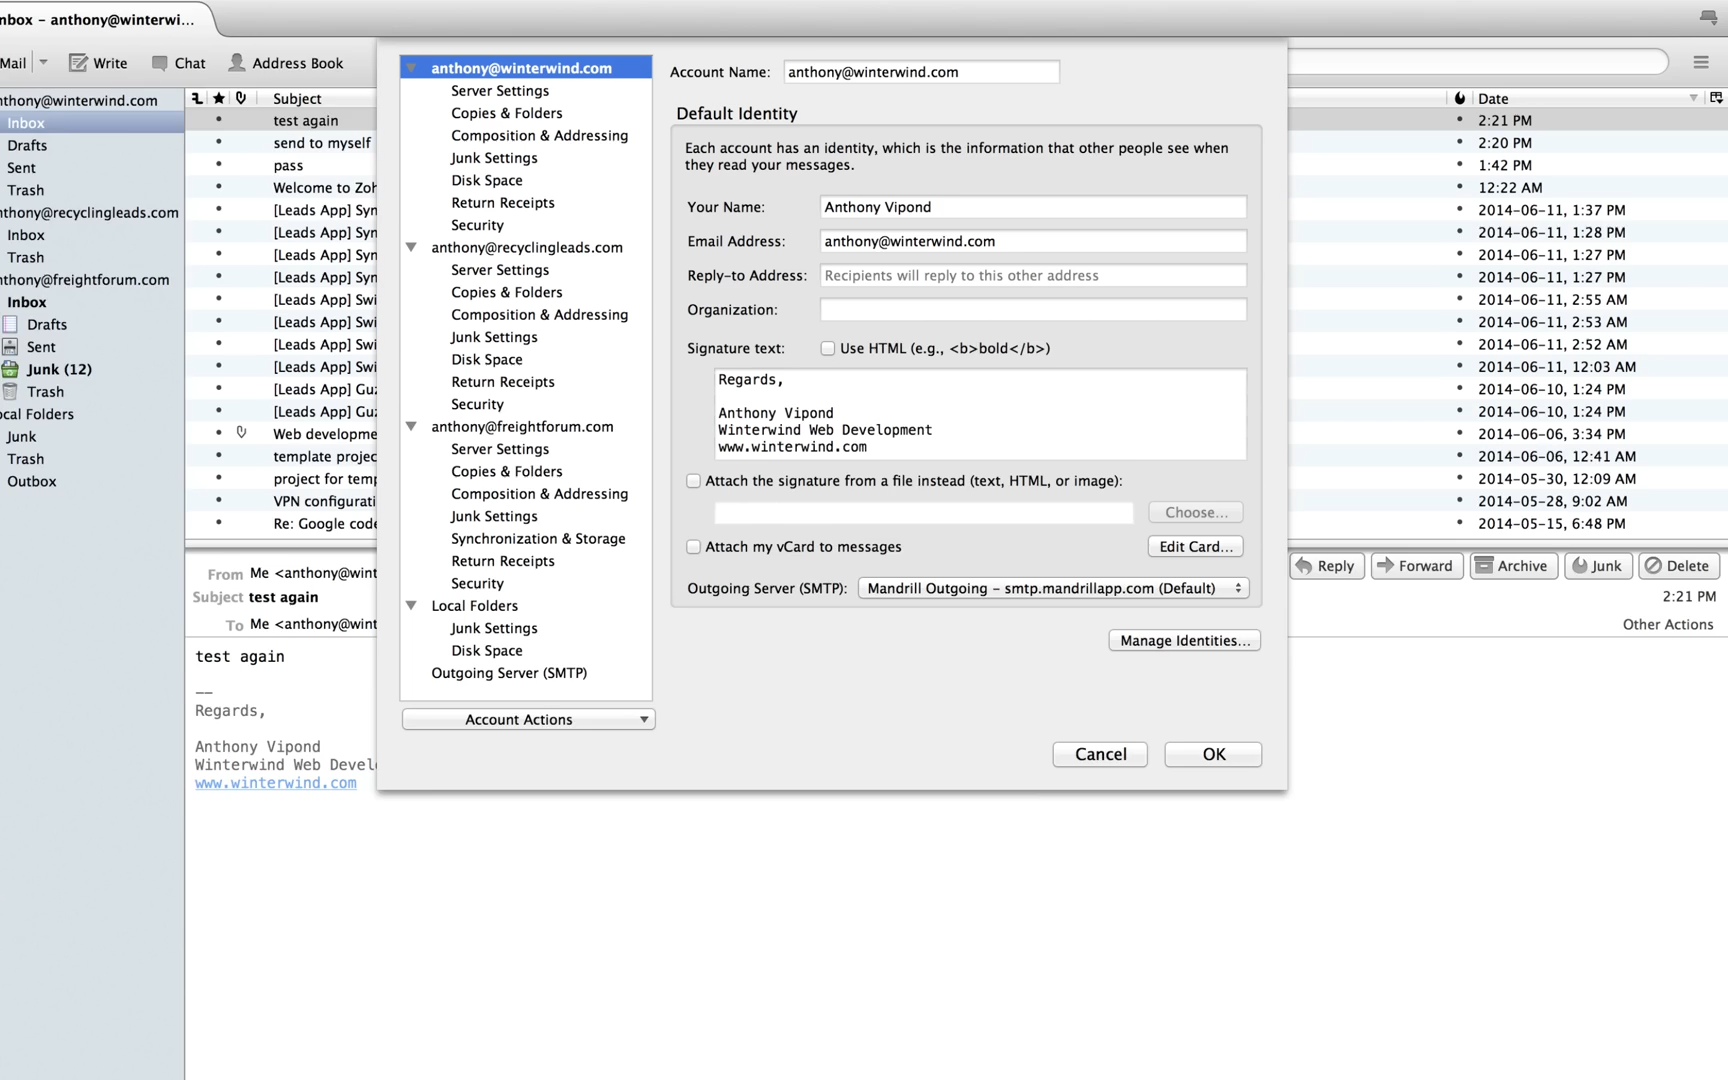 nbox – anthony@winterwi...
Mail
Write
Chat
Address Book
nthony@winterwind.com
Inbox
Drafts
Sent
Trash
nthony@recyclingleads.com
Inbox
Trash
nthony@freightforum.com
Inbox
Drafts
Sent
Junk (12)
Trash
ocal Folders
Junk
Trash
Outbox
Subject
test again
send to myself
pass
Welcome to Zoh
[Leads App] Syn
[Leads App] Syn
[Leads App] Syn
[Leads App] Syn
[Leads App] Swi
[Leads App] Swi
[Leads App] Swi
[Leads App] Swi
[Leads App] Guz
[Leads App] Guz
Web developme
template projec
project for temp
VPN configurati
Re: Google code
From Me <anthony@wint
Subject test again
To Me <anthony@wint
test again
--
Regards,
Anthony Vipond
Winterwind Web Devel
www.winterwind.com
anthony@winterwind.com
Server Settings
Copies & Folders
Composition & Addressing
Junk Settings
Disk Space
Return Receipts
Security
anthony@recyclingleads.com
Server Settings
Copies & Folders
Composition & Addressing
Junk Settings
Disk Space
Return Receipts
Security
anthony@freightforum.com
Server Settings
Copies & Folders
Composition & Addressing
Junk Settings
Synchronization & Storage
Return Receipts
Security
Local Folders
Junk Settings
Disk Space
Outgoing Server (SMTP)
Account Actions
Account Name: anthony@winterwind.com
Default Identity
Each account has an identity, which is the information that other people see when
they read your messages.
Your Name: Anthony Vipond
Email Address: anthony@winterwind.com
Reply-to Address: Recipients will reply to this other address
Organization:
Signature text: Use HTML (e.g., <b>bold</b>)
Regards,
Anthony Vipond
Winterwind Web Development
www.winterwind.com
Attach the signature from a file instead (text, HTML, or image):
Choose...
Attach my vCard to messages
Edit Card...
Outgoing Server (SMTP): Mandrill Outgoing – smtp.mandrillapp.com (Default)
Manage Identities...
Cancel
OK
Date
2:21 PM
2:20 PM
1:42 PM
12:22 AM
2014-06-11, 1:37 PM
2014-06-11, 1:28 PM
2014-06-11, 1:27 PM
2014-06-11, 1:27 PM
2014-06-11, 2:55 AM
2014-06-11, 2:53 AM
2014-06-11, 2:52 AM
2014-06-11, 12:03 AM
2014-06-10, 1:24 PM
2014-06-10, 1:24 PM
2014-06-06, 3:34 PM
2014-06-06, 12:41 AM
2014-05-30, 12:09 AM
2014-05-28, 9:02 AM
2014-05-15, 6:48 PM
Reply
Forward
Archive
Junk
Delete
2:21 PM
Other Actions